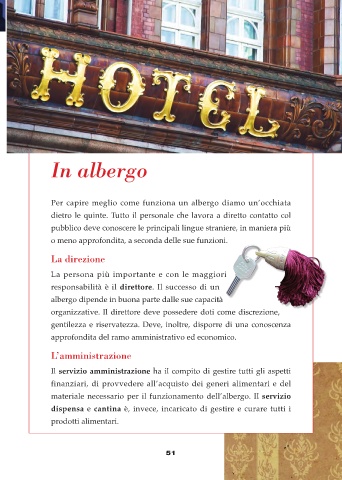 HOTEL
In albergo
Per capire meglio come funziona un albergo diamo un'occhiata
dietro le quinte. Tutto il personale che lavora a diretto contatto col
pubblico deve conoscere le principali lingue straniere, in maniera più
o meno approfondita, a seconda delle sue funzioni.
La direzione
La persona più importante e con le maggiori
responsabilità è il direttore. Il successo di un
albergo dipende in buona parte dalle sue capacità
organizzative. Il direttore deve possedere doti come discrezione,
gentilezza e riservatezza. Deve, inoltre, disporre di una conoscenza
approfondita del ramo amministrativo ed economico.
L'amministrazione
Il servizio amministrazione ha il compito di gestire tutti gli aspetti
finanziari, di provvedere all'acquisto dei generi alimentari e del
materiale necessario per il funzionamento dell'albergo. Il servizio
dispensa e cantina è, invece, incaricato di gestire e curare tutti i
prodotti alimentari.
51